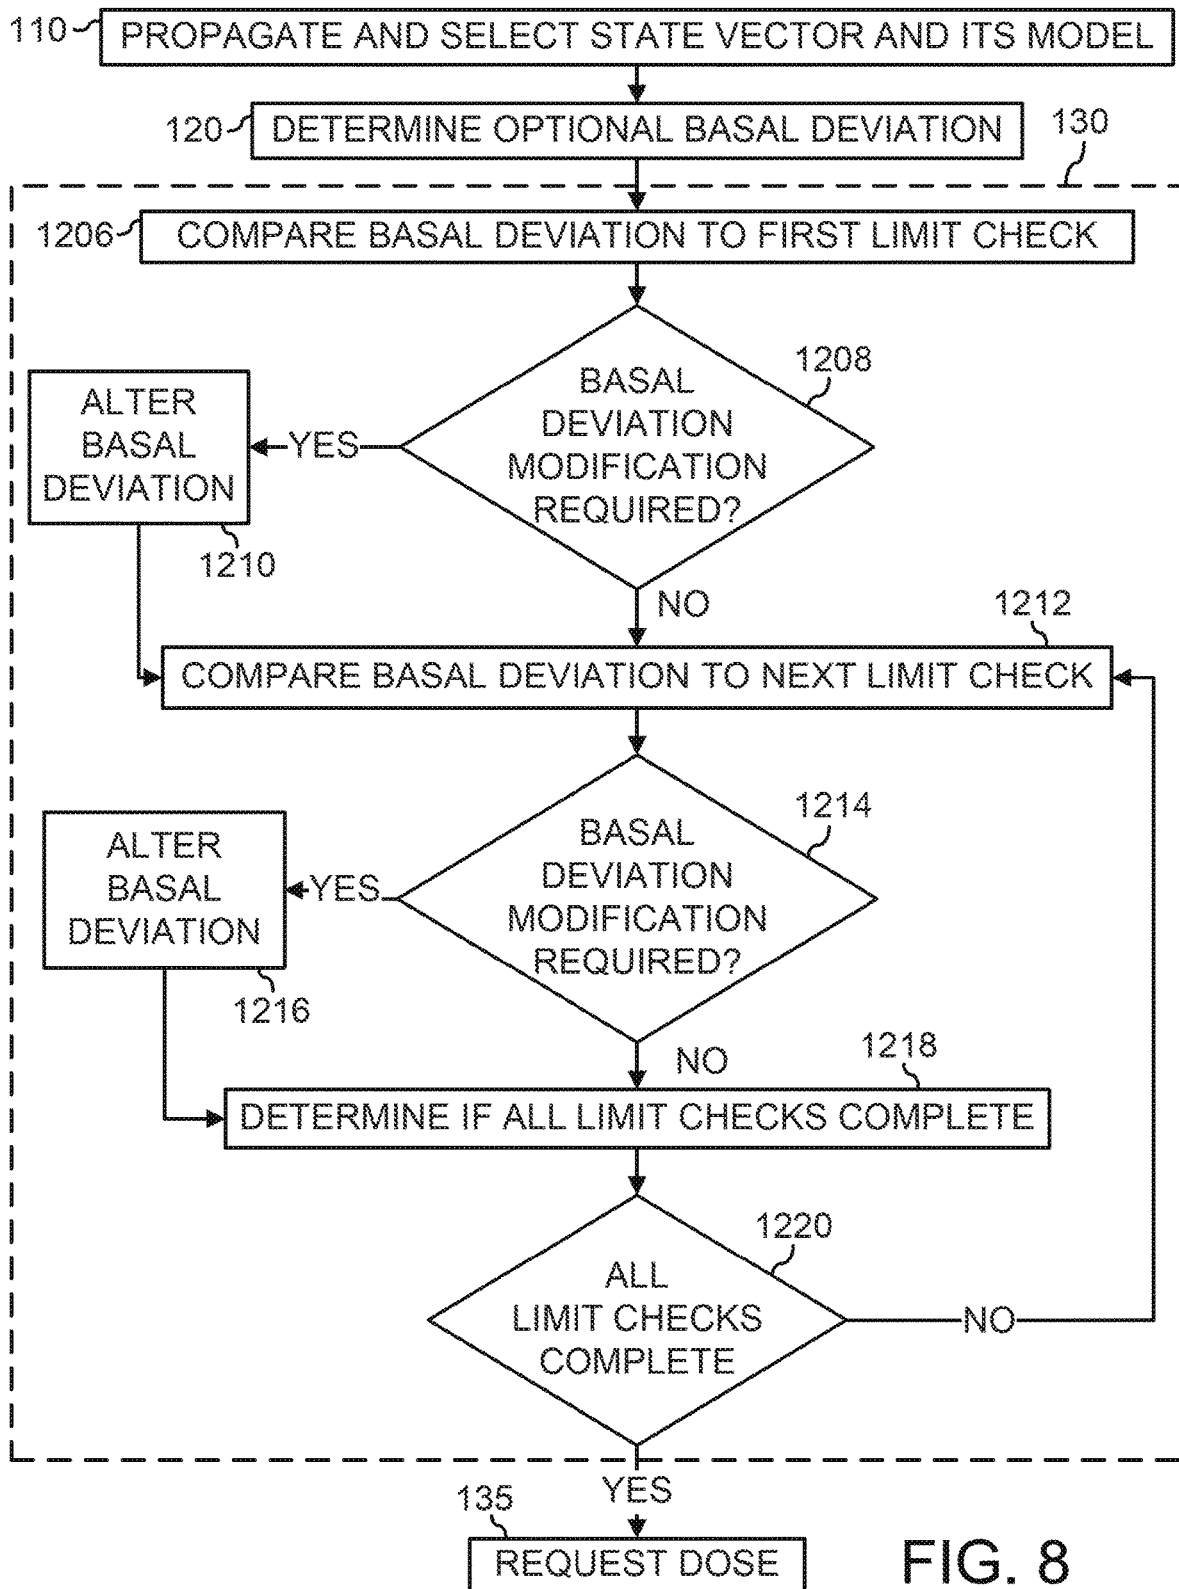 110
PROPAGATE AND SELECT STATE VECTOR AND ITS MODEL
120
DETERMINE OPTIONAL BASAL DEVIATION
130
1206
COMPARE BASAL DEVIATION TO FIRST LIMIT CHECK
1208
BASAL
DEVIATION
MODIFICATION
REQUIRED?
YES
ALTER
BASAL
DEVIATION
1210
NO
1212
COMPARE BASAL DEVIATION TO NEXT LIMIT CHECK
1214
BASAL
DEVIATION
MODIFICATION
REQUIRED?
YES
ALTER
BASAL
DEVIATION
1216
NO
1218
DETERMINE IF ALL LIMIT CHECKS COMPLETE
1220
ALL
LIMIT CHECKS
COMPLETE
NO
YES
135
REQUEST DOSE
FIG. 8